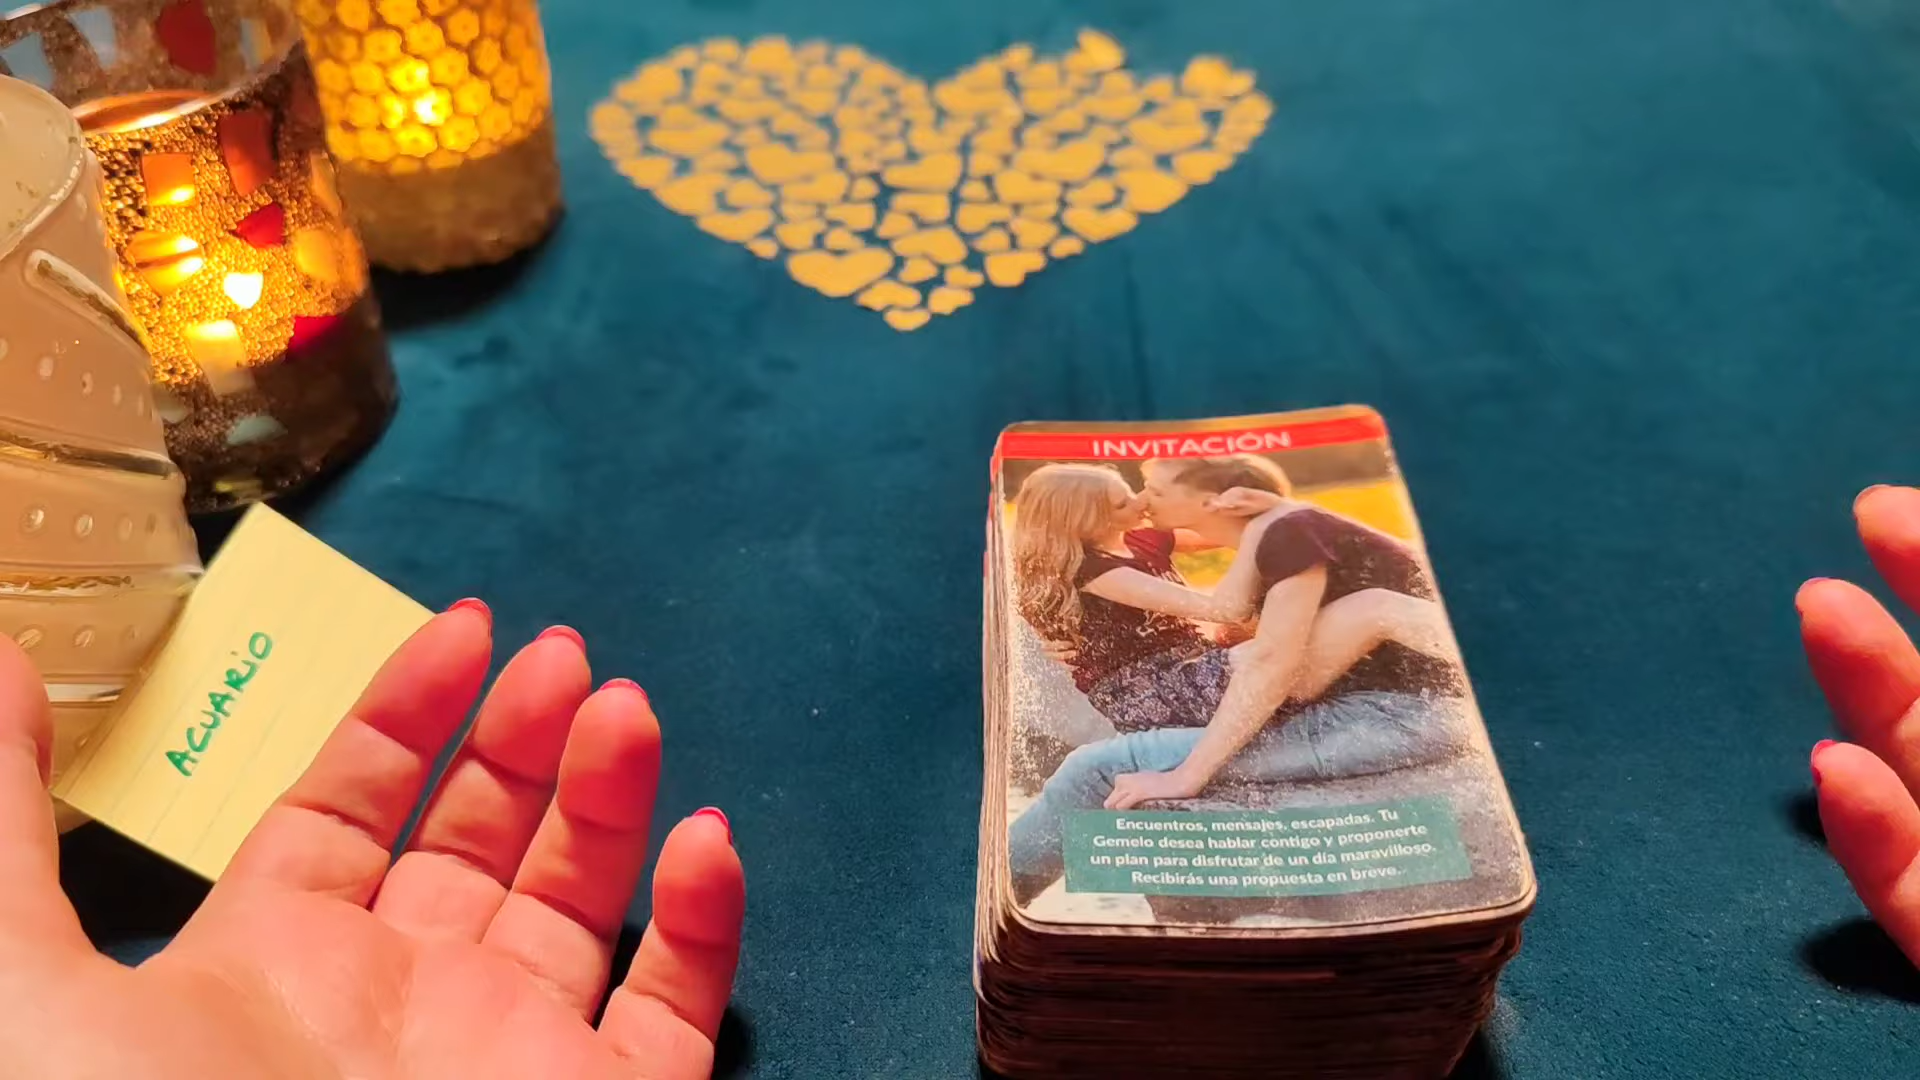 INVITACIÓN
ACUARIO
Encuentros, mensajes, escapadas. Tu
Gemelo desea hablar contigo y proponerte
un plan para disfrutar de un día maravilloso.
Recibirás una propuesta en breve.